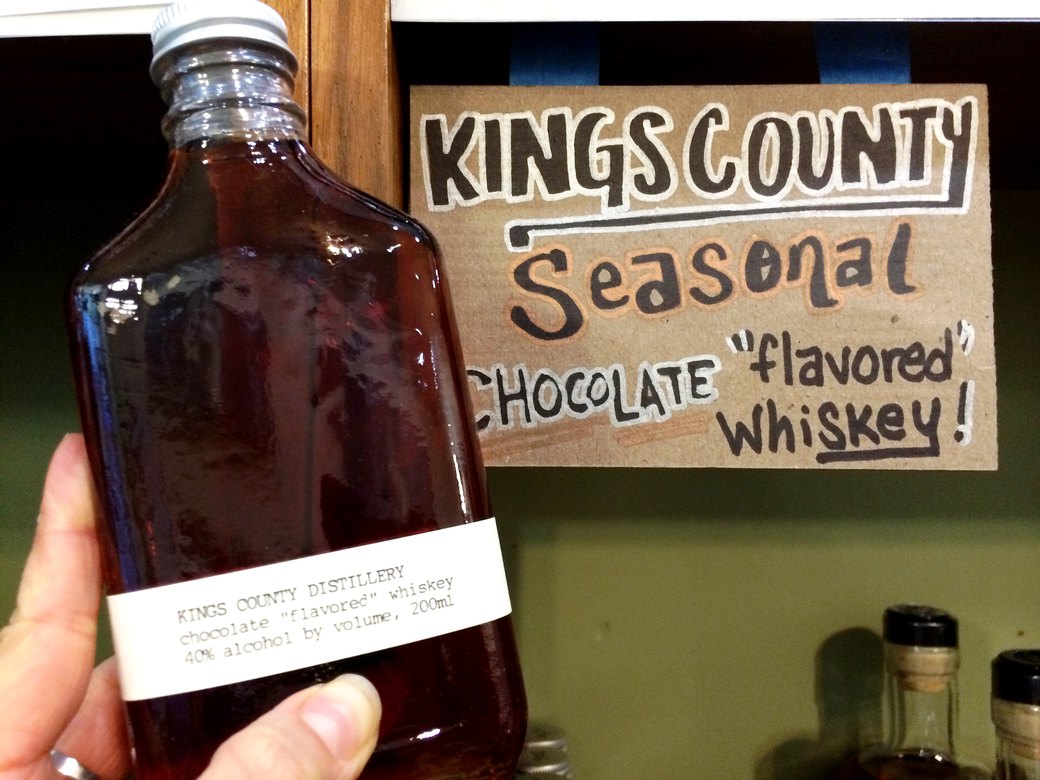 KINGS COUNTY
Seasonal
CHOCOLATE "flavored"
whiskey!
KINGS COUNTY DISTILLERY
chocolate "flavored" whiskey
40% alcohol by volume, 200ml